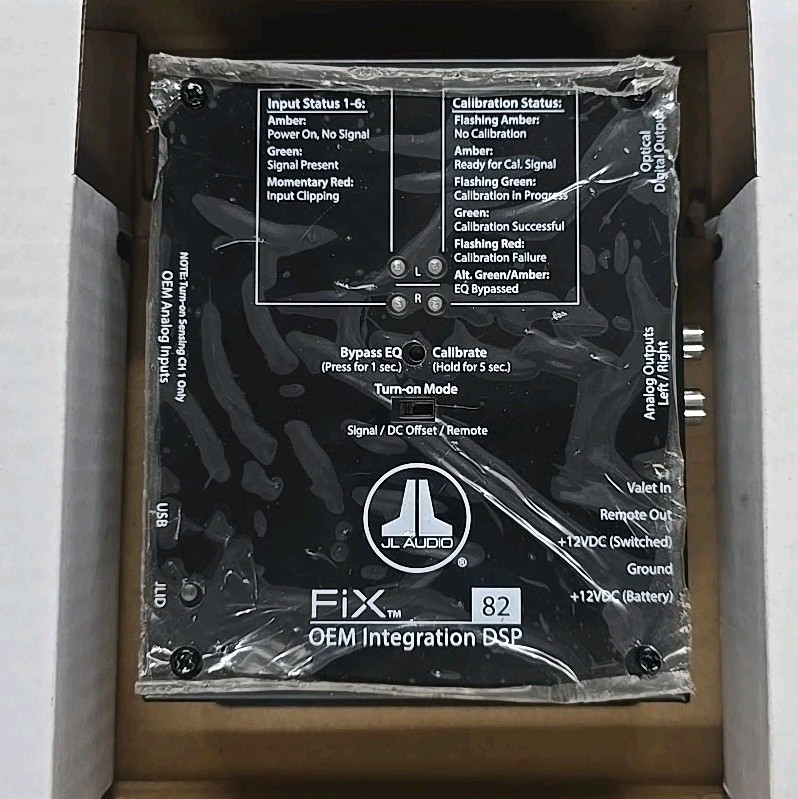 Input Status 1-6:
Amber:
Power On, No Signal
Green:
Signal Present
Momentary Red:
Input Clipping
Calibration Status:
Flashing Amber:
No Calibration
Amber:
Ready for Cal. Signal
Flashing Green:
Calibration in Progress
Green:
Calibration Successful
Flashing Red:
Calibration Failure
Alt. Green/Amber:
EQ Bypassed
L
R
Optical
Digital Output
NOTE: Turn-on Sensing CH 1 Only
OEM Analog Inputs
Bypass EQ
(Press for 1 sec.)
Calibrate
(Hold for 5 sec.)
Turn-on Mode
Signal / DC Offset / Remote
Analog Outputs
Left / Right
USB
JLID
JL AUDIO
®
Valet In
Remote Out
+12VDC (Switched)
Ground
+12VDC (Battery)
FiX™ 82
OEM Integration DSP